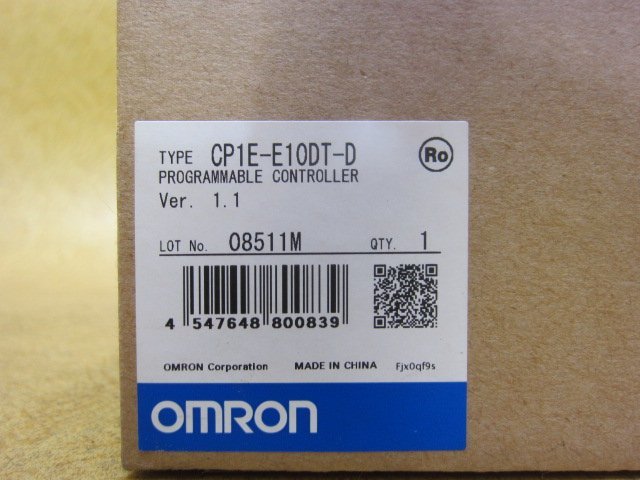 TYPE CP1E-E10DT-D Ro
PROGRAMMABLE CONTROLLER
Ver. 1.1
LOT No. 08511M QTY. 1
4 547648 800839
OMRON Corporation MADE IN CHINA Fjx0qf9s
OMRON